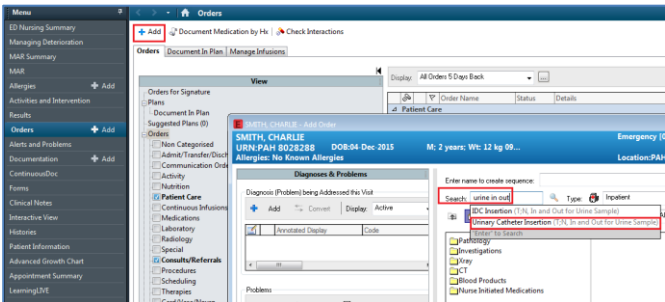 Menu
ED Nursing Summary
Managing Deterioration
MAR Summary
MAR
Allergies + Add
Activities and Intervention
Results
Orders + Add
Alerts and Problems
Documentation + Add
ContinuousDoc
Forms
Clinical Notes
Interactive View
Histories
Patient Information
Advanced Growth Chart
Appointment Summary
LearningLIVE
Orders
+ Add Document Medication by Hx Check Interactions
Orders Document In Plan Manage Infusions
View
Orders for Signature
Plans
Document In Plan
Suggested Plans (0)
Orders
Non Categorised
Admit/Transfer/Disch
Communication Orde
Activity
Nutrition
Patient Care
Continuous Infusions
Medications
Laboratory
Radiology
Special
Consults/Referrals
Procedures
Scheduling
Therapies
Display: All Orders 5 Days Back
Order Name Status Details
Patient Care
SMITH, CHARLIE - Add Order
SMITH, CHARLIE Emergency
URN:PAH 8028288 DOB:04-Dec-2015 M; 2 years; Wt: 12 kg 09...
Allergies: No Known Allergies Location:PAH
Diagnoses & Problems
Diagnosis (Problem) being Addressed this Visit
+ Add Convert Display: Active
Annotated Display Code
Problems
Enter name to create sequence:
Search: urine in out Type: Inpatient
IDC Insertion (T;N, In and Out for Urine Sample)
Urinary Catheter Insertion (T;N, In and Out for Urine Sample)
"Enter" to Search
Pathology
Investigations
Xray
CT
Blood Products
Nurse Initiated Medications